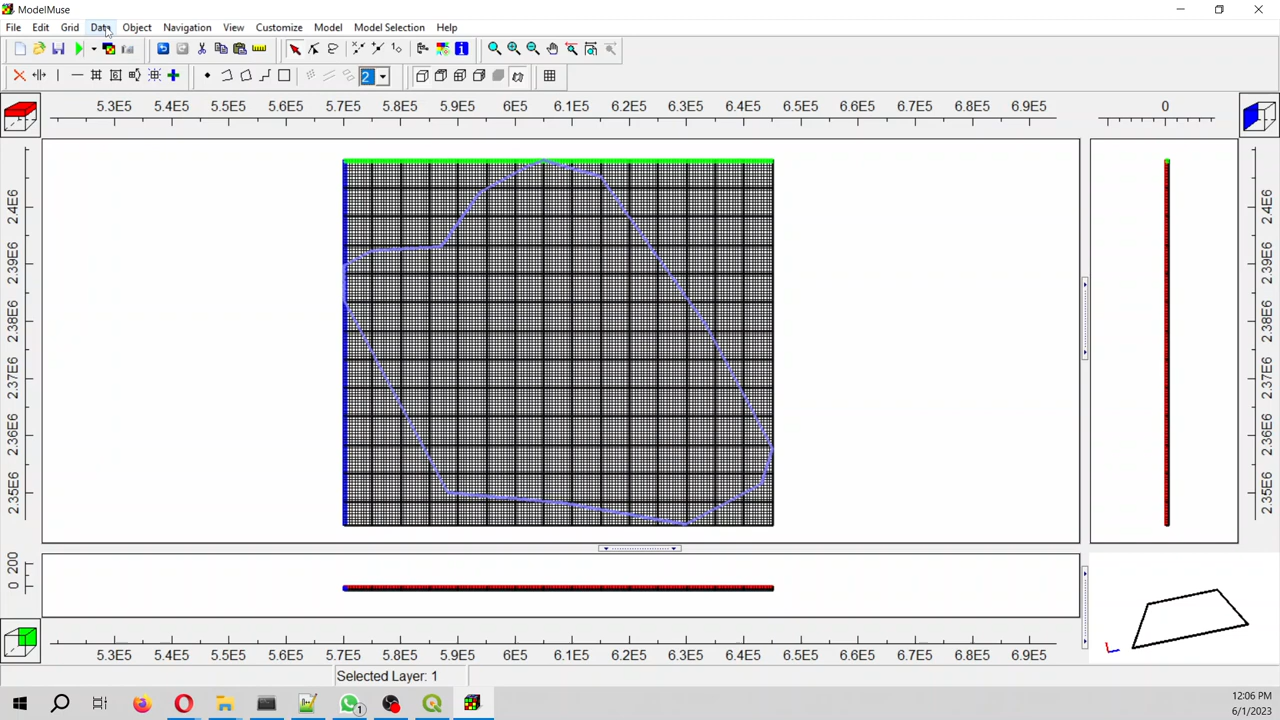 ModelMuse
File Edit Grid Data Object Navigation View Customize Model Model Selection Help
2
5.3E5 5.4E5 5.5E5 5.6E5 5.7E5 5.8E5 5.9E5 6E5 6.1E5 6.2E5 6.3E5 6.4E5 6.5E5 6.6E5 6.7E5 6.8E5 6.9E5
0
2.4E6
2.39E6
2.38E6
2.37E6
2.36E6
2.35E6
2.4E6
2.39E6
2.38E6
2.37E6
2.36E6
2.35E6
0 200
5.3E5 5.4E5 5.5E5 5.6E5 5.7E5 5.8E5 5.9E5 6E5 6.1E5 6.2E5 6.3E5 6.4E5 6.5E5 6.6E5 6.7E5 6.8E5 6.9E5
Selected Layer: 1
1
12:06 PM
6/1/2023